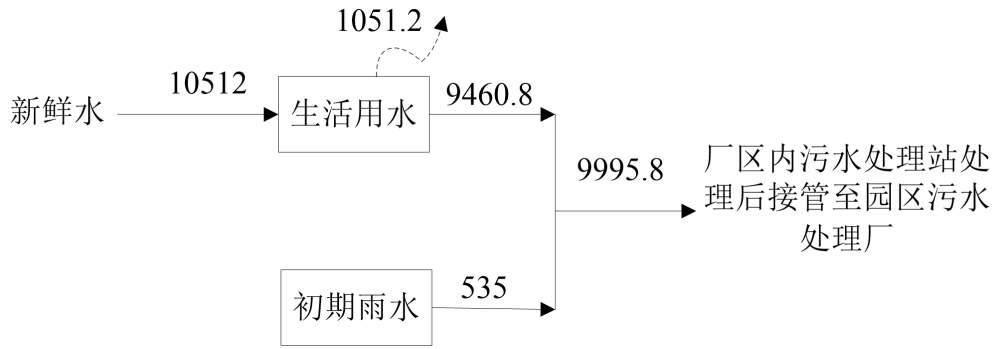 1051.2
10512
新鲜水
生活用水
9460.8
9995.8
厂区内污水处理站处
理后接管至园区污水
处理厂
初期雨水
535